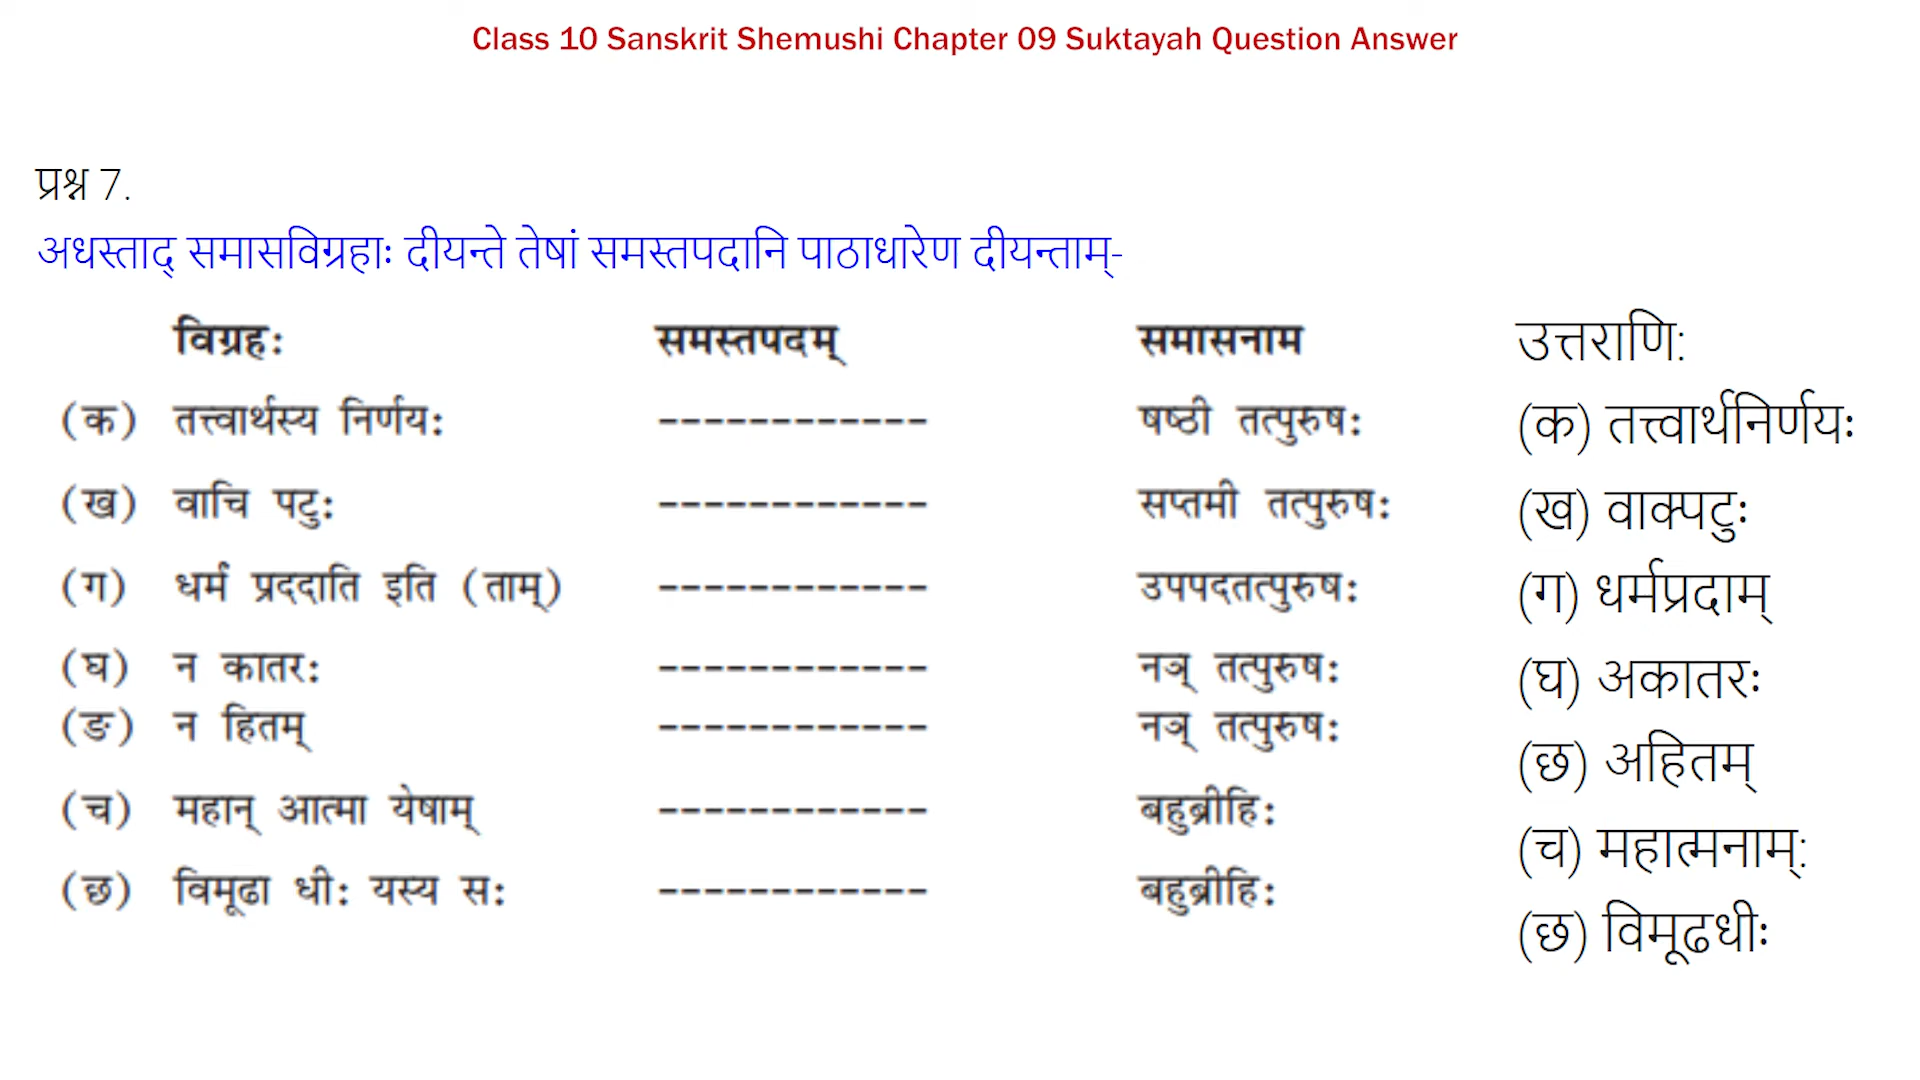 Class 10 Sanskrit Shemushi Chapter 09 Suktayah Question Answer
प्रश्न 7.
अधस्ताद् समासविग्रहाः दीयन्ते तेषां समस्तपदानि पाठाधारेण दीयन्ताम्-
विग्रह: समस्तपदम् समासनाम उत्तराणि:
(क) तत्त्वार्थस्य निर्णय: ------------ षष्ठी तत्पुरुष: (क) तत्त्वार्थनिर्णयः
(ख) वाचि पटु: ------------ सप्तमी तत्पुरुष: (ख) वाक्पटुः
(ग) धर्मं प्रददाति इति (ताम्) ------------ उपपदतत्पुरुष: (ग) धर्मप्रदाम्
(घ) न कातर: ------------ नञ् तत्पुरुष: (घ) अकातरः
(ङ) न हितम् ------------ नञ् तत्पुरुष: (छ) अहितम्
(च) महान् आत्मा येषाम् ------------ बहुब्रीहि: (च) महात्मनाम्:
(छ) विमूढा धी: यस्य स: ------------ बहुब्रीहि: (छ) विमूढधीः